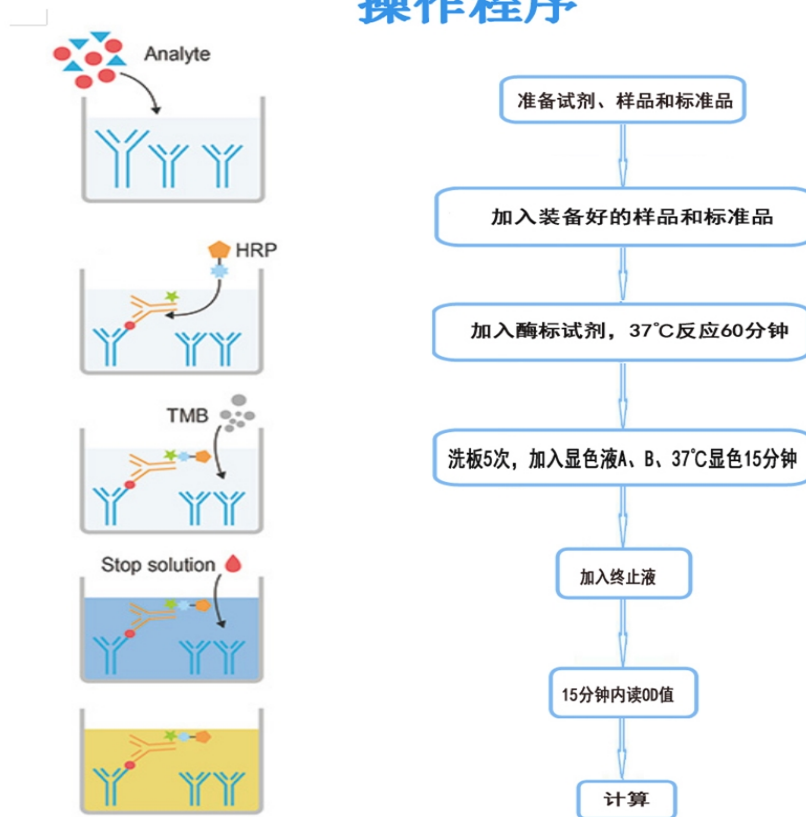 操作程序
Analyte
HRP
TMB
Stop solution
准备试剂、样品和标准品
加入装备好的样品和标准品
加入酶标试剂，37℃反应60分钟
洗板5次，加入显色液A、B、37℃显色15分钟
加入终止液
15分钟内读OD值
计算